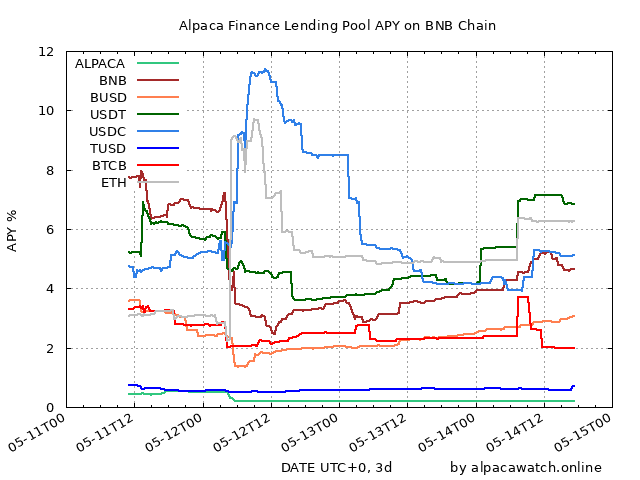 Alpaca Finance Lending Pool APY on BNB Chain
12
10
8
6
4
2
0
APY %
ALPACA
BNB
BUSD
USDT
USDC
TUSD
BTCB
ETH
05-11T00
05-11T12
05-12T00
05-12T12
05-13T00
05-13T12
05-14T00
05-14T12
05-15T00
DATE UTC+0, 3d
by alpacawatch.online